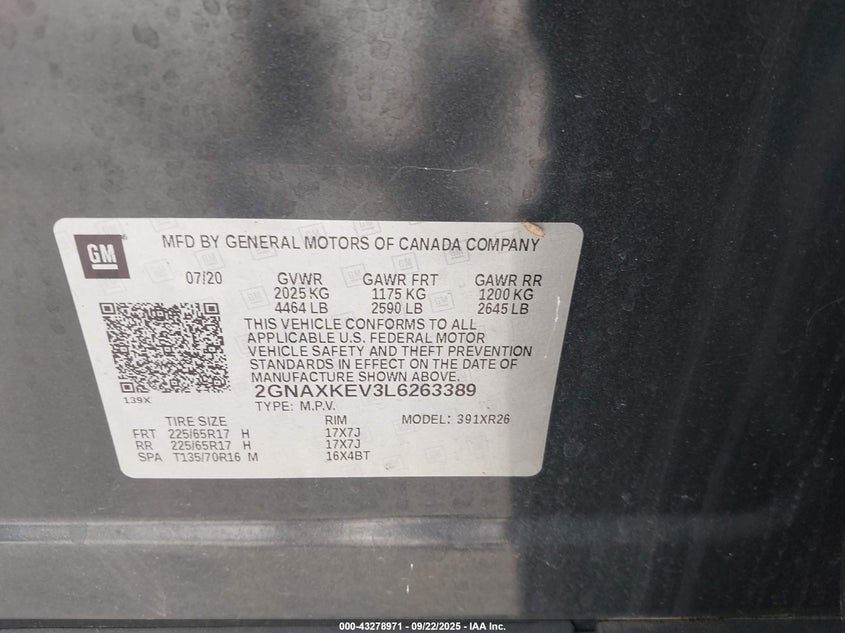 GM
MFD BY GENERAL MOTORS OF CANADA COMPANY
07/20 GVWR GAWR FRT GAWR RR
2025 KG 1175 KG 1200 KG
4464 LB 2590 LB 2645 LB
THIS VEHICLE CONFORMS TO ALL
APPLICABLE U.S. FEDERAL MOTOR
VEHICLE SAFETY AND THEFT PREVENTION
STANDARDS IN EFFECT ON THE DATE OF
MANUFACTURE SHOWN ABOVE.
139X
2GNAXKEV3L6263389
TYPE: M.P.V.
TIRE SIZE RIM MODEL: 391XR26
FRT 225/65R17 H 17X7J
RR 225/65R17 H 17X7J
SPA T135/70R16 M 16X4BT
000-43278971 - 09/22/2025 - IAA Inc.